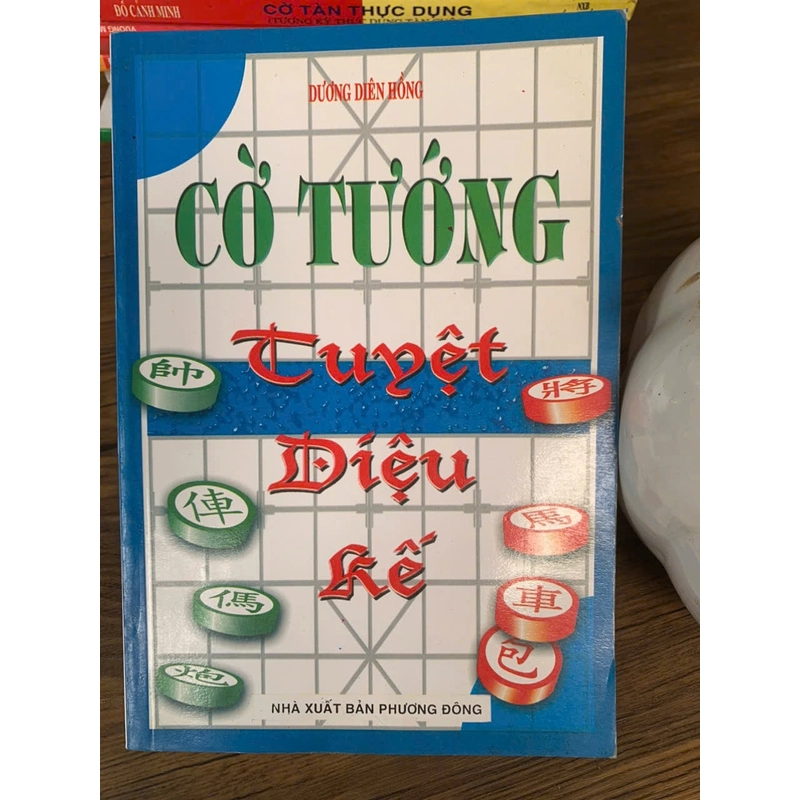 ĐỖ CẢNH MINH
CỜ TÀN THỰC DỤNG
NXB
DƯƠNG DIÊN HỒNG
CỜ TƯỚNG
Tuyệt
Diệu
Kế
帥
將
俥
馬
傌
車
炮
包
NHÀ XUẤT BẢN PHƯƠNG ĐÔNG